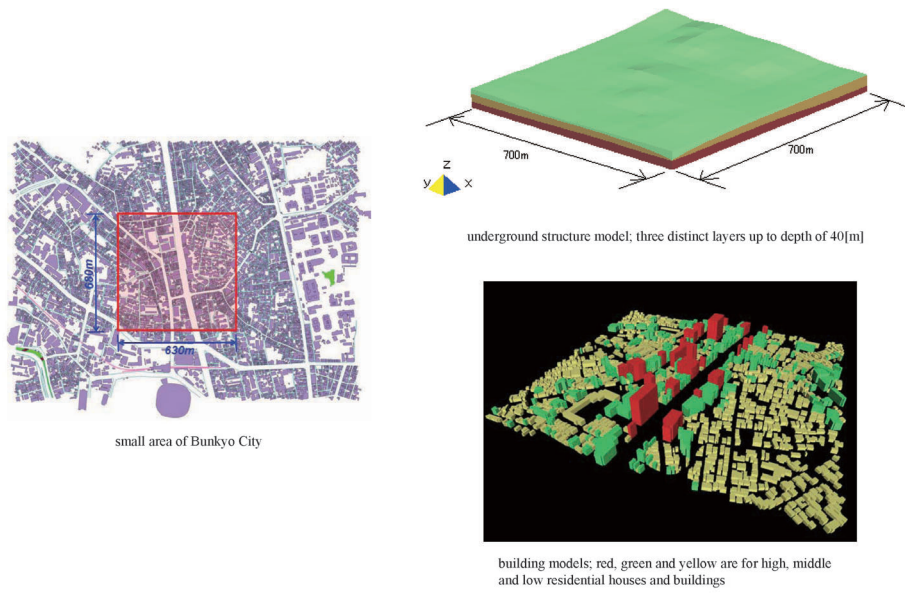 680m
630m
small area of Bunkyo City
700m
700m
z
y
x
underground structure model; three distinct layers up to depth of 40[m]
building models; red, green and yellow are for high, middle
and low residential houses and buildings